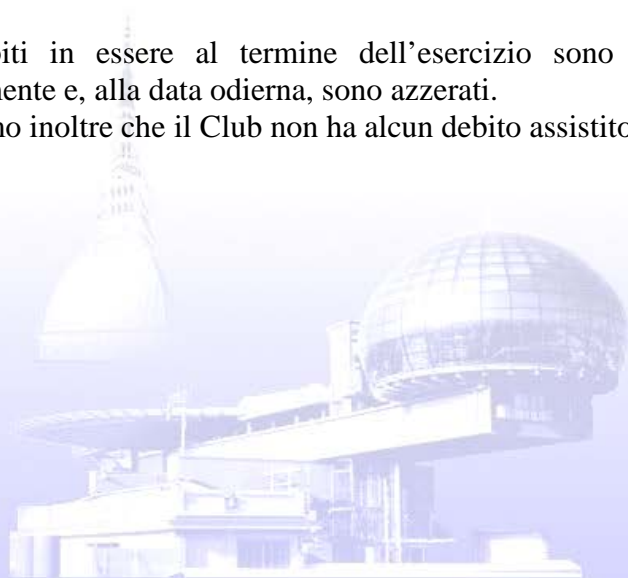 biti in essere al termine dell’esercizio sono
nente e, alla data odierna, sono azzerati.
no inoltre che il Club non ha alcun debito assistito